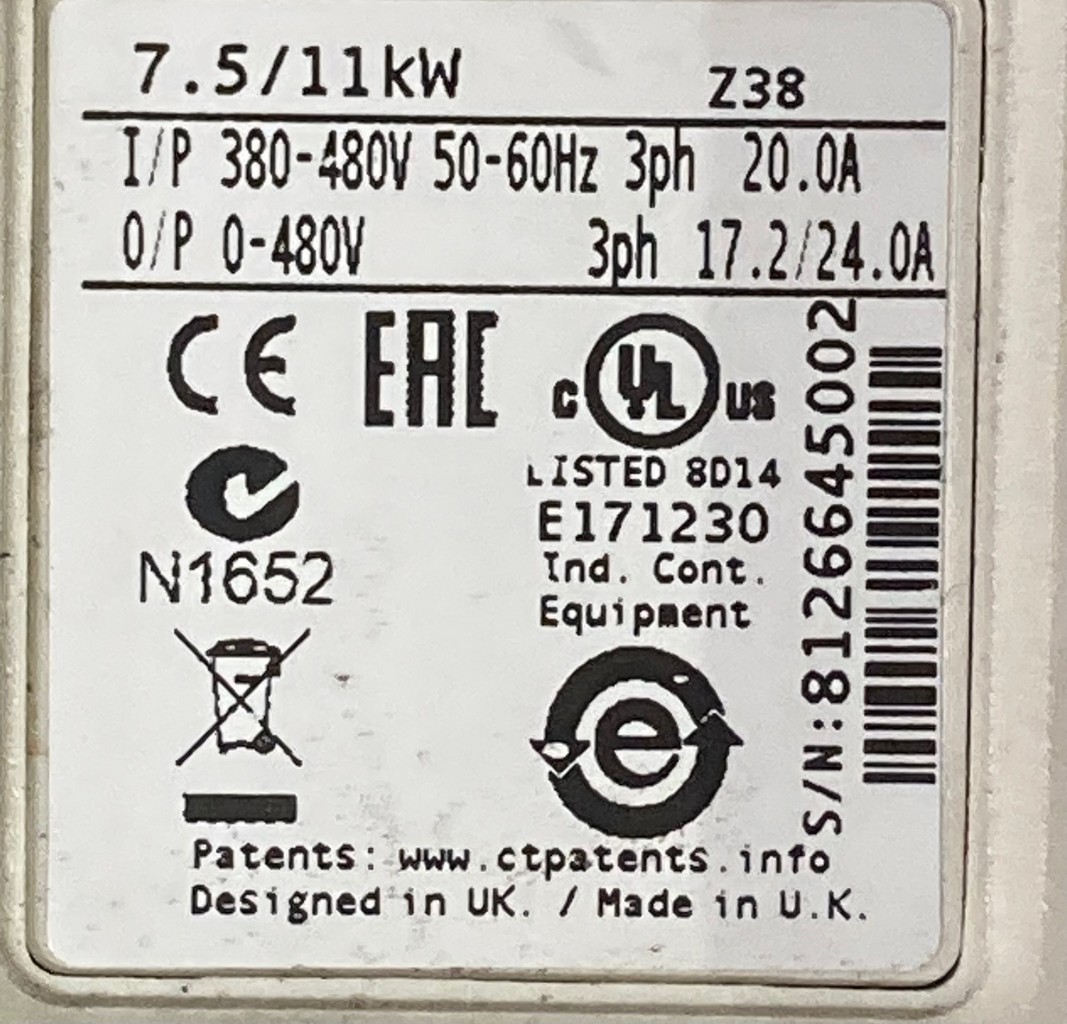 7.5/11kW Z38
I/P 380-480V 50-60Hz 3ph 20.0A
O/P 0-480V 3ph 17.2/24.0A
CE EAC
C UL US
LISTED 8D14
E171230
Ind. Cont.
Equipment
N1652
e
S/N:8126645002
Patents: www.ctpatents.info
Designed in UK. / Made in U.K.